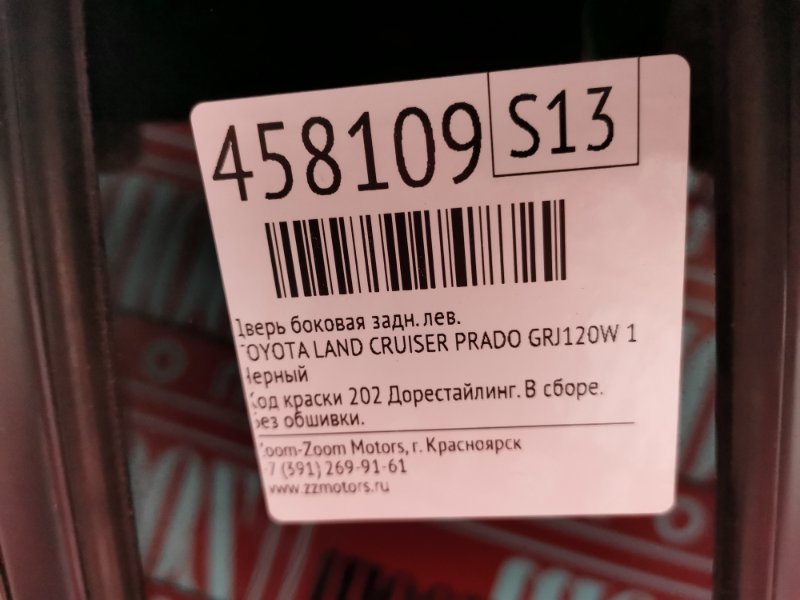 458109 S13
Дверь боковая задн. лев.
TOYOTA LAND CRUISER PRADO GRJ120W 1
Черный
Код краски 202 Дорестайлинг. В сборе.
Без обшивки.
Zoom-Zoom Motors, г. Красноярск
+7 (391) 269-91-61
www.zzmotors.ru